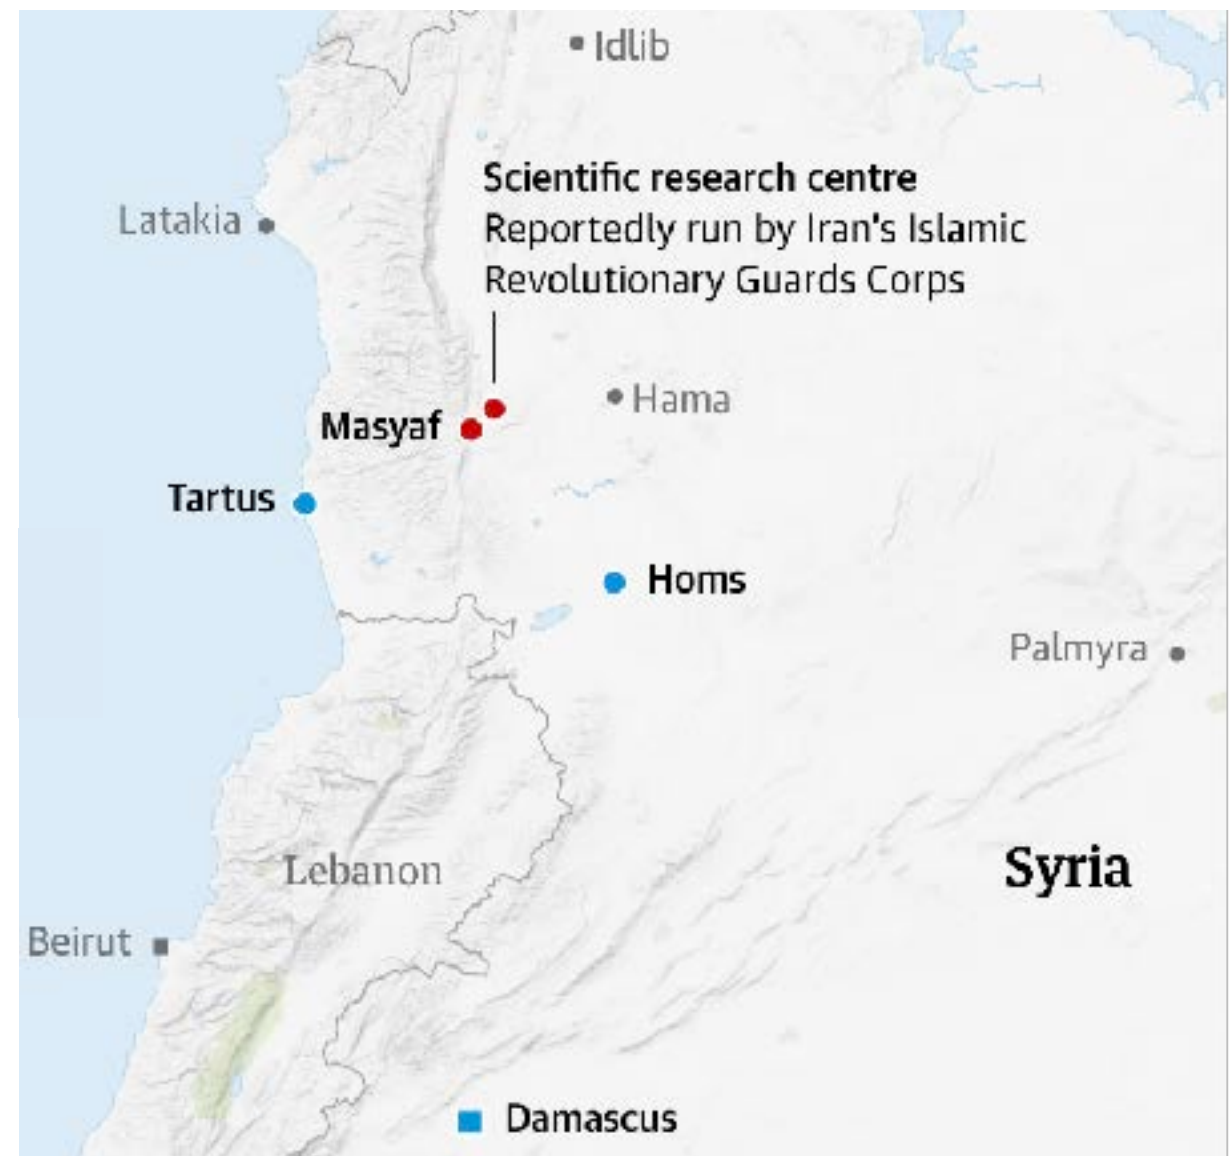 Idlib
Scientific research centre
Reportedly run by Iran's Islamic
Revolutionary Guards Corps
Latakia
Hama
Masyaf
Tartus
Homs
Palmyra
Syria
Lebanon
Beirut
Damascus